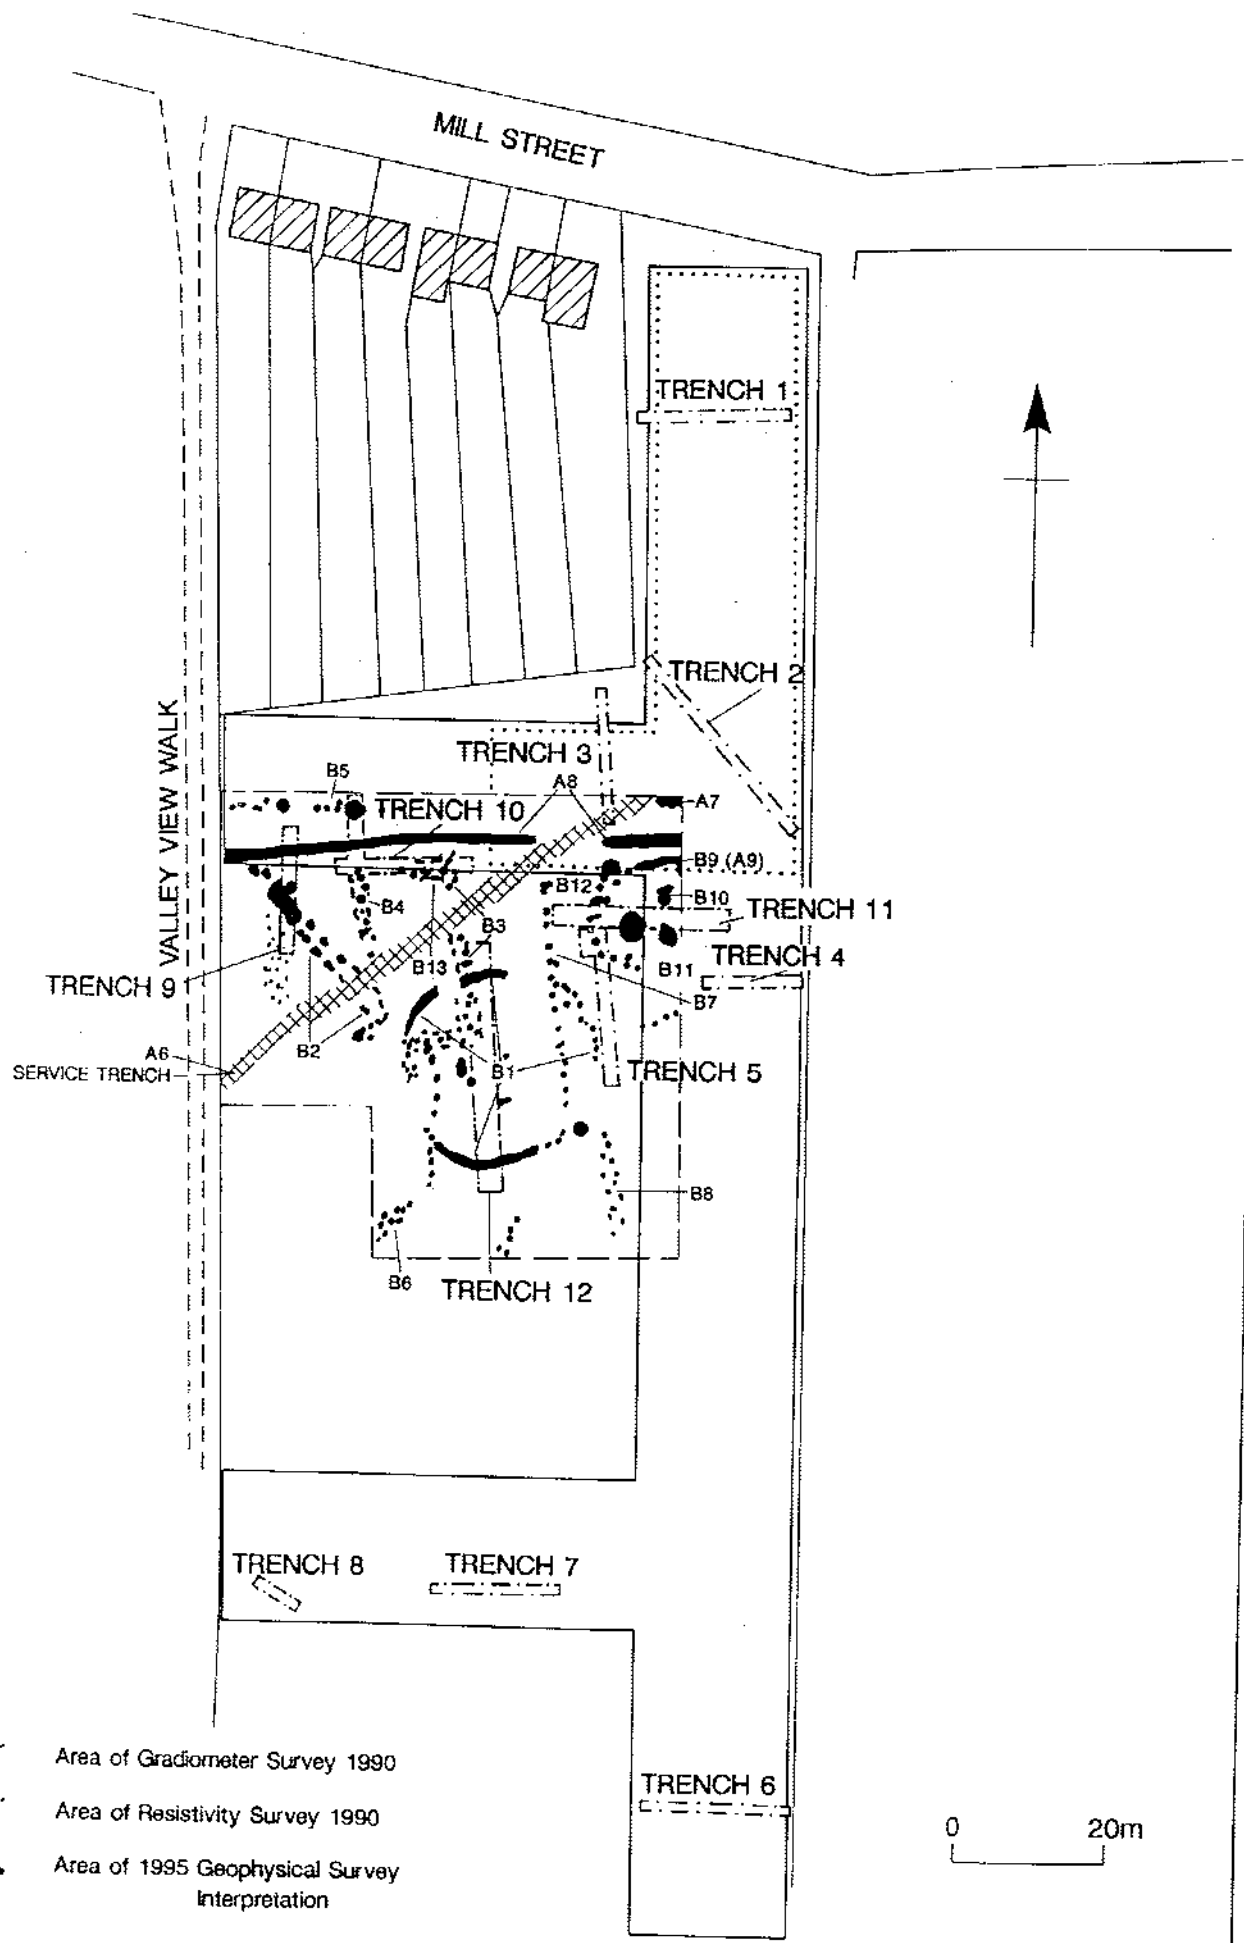 MILL STREET
TRENCH 1
TRENCH 2
VALLEY VIEW WALK
TRENCH 3
B5
A8
A7
TRENCH 10
B9 (A9)
B12
B10
B4
TRENCH 11
B3
B13
B11
TRENCH 4
TRENCH 9
B7
B2
A6
SERVICE TRENCH
B1
TRENCH 5
B8
B6
TRENCH 12
TRENCH 8
TRENCH 7
Area of Gradiometer Survey 1990
TRENCH 6
Area of Resistivity Survey 1990
0 20m
Area of 1995 Geophysical Survey
Interpretation